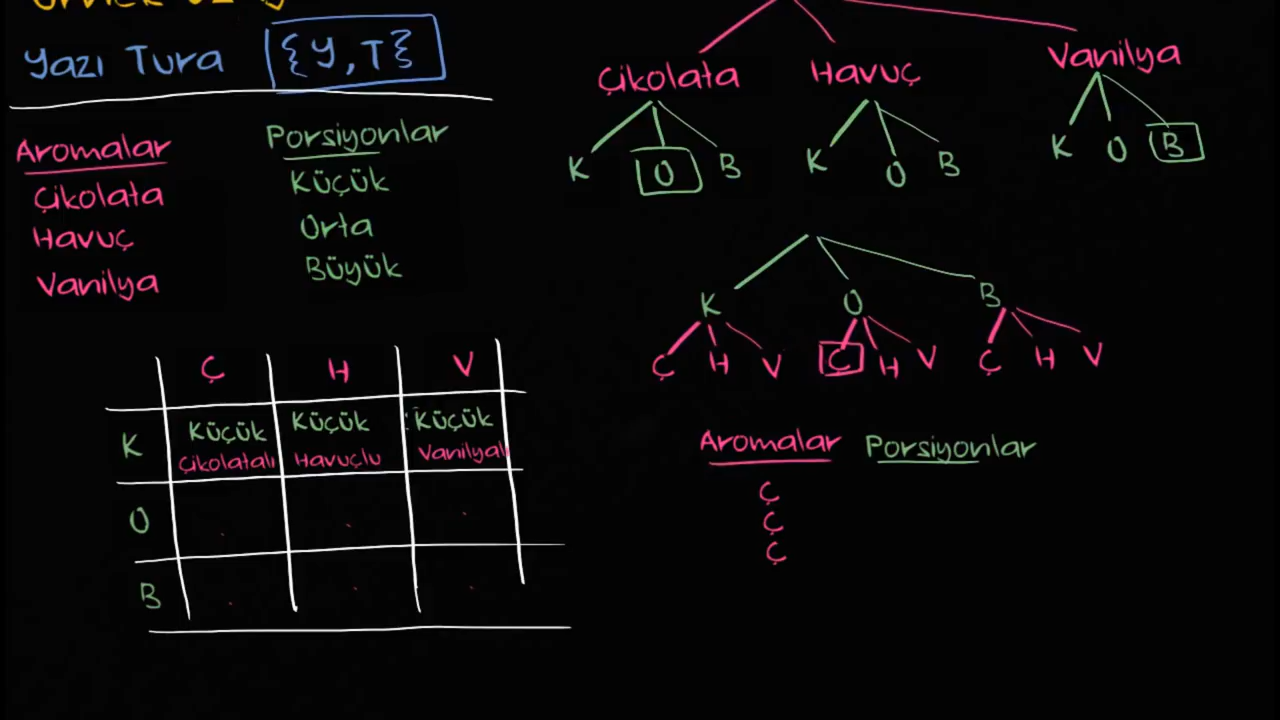 Yazı Tura {Y, T}
Aromalar Porsiyonlar
Çikolata Küçük
Havuç Orta
Vanilya Büyük
Ç H V
K Küçük Çikolatalı Küçük Havuçlu Küçük Vanilyalı
O
B
Çikolata Havuç Vanilya
K O B K O B K O B
K O B
Ç H V Ç H V Ç H V
Aromalar Porsiyonlar
Ç
Ç
Ç